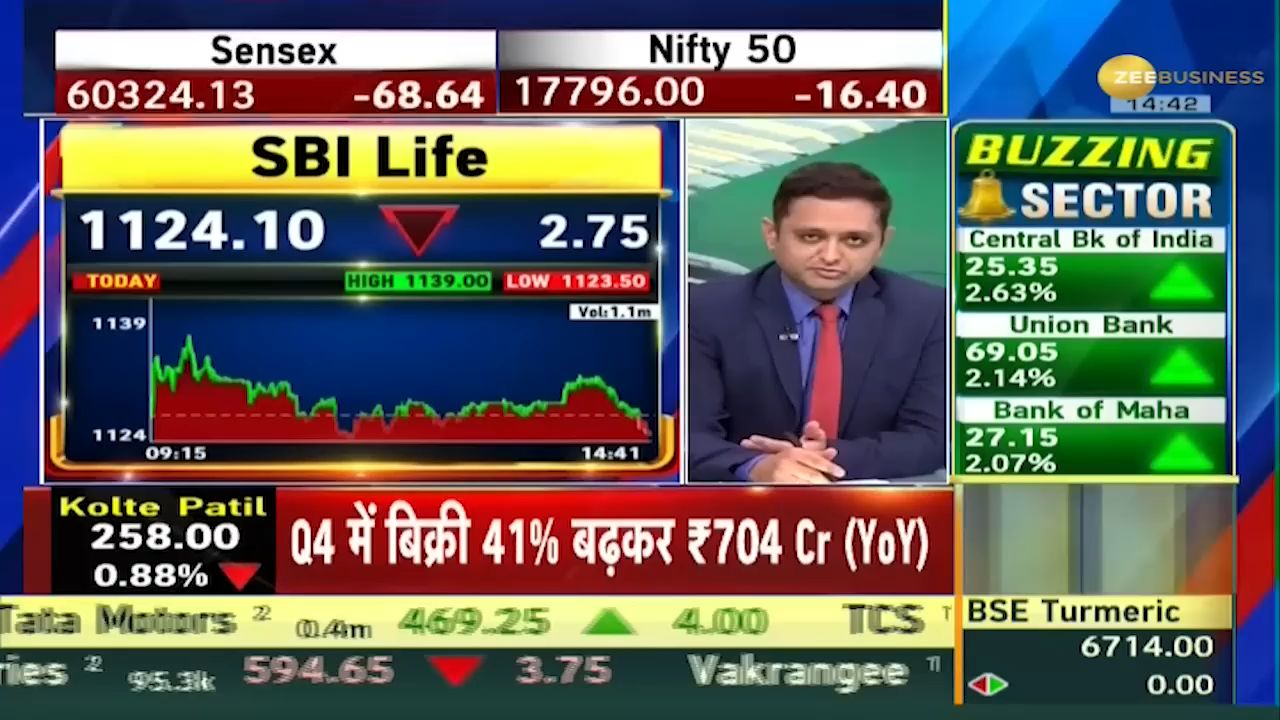 Sensex
60324.13 -68.64
Nifty 50
17796.00 -16.40
ZEEBUSINESS
14:42
SBI Life
1124.10 2.75
TODAY HIGH 1139.00 LOW 1123.50
Vol:1.1m
1139
1124
09:15 14:41
BUZZING
SECTOR
Central Bk of India
25.35
2.63%
Union Bank
69.05
2.14%
Bank of Maha
27.15
2.07%
Kolte Patil
258.00
0.88%
Q4 में बिक्री 41% बढ़कर ₹704 Cr (YoY)
Tata Motors 0.4m 469.25 4.00 TCS
ries 95.3k 594.65 3.75 Vakrangee
BSE Turmeric
6714.00
0.00